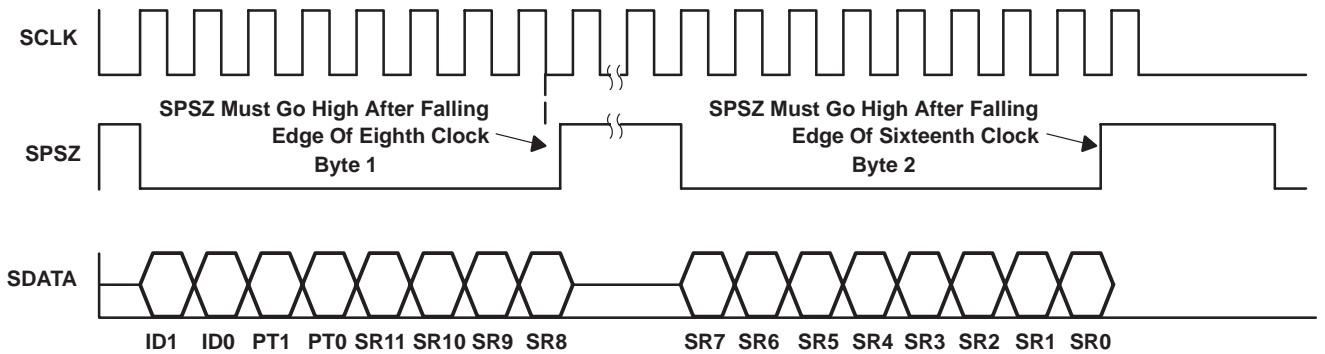 SCLK
SPSZ Must Go High After Falling
Edge Of Eighth Clock
Byte 1
SPSZ Must Go High After Falling
Edge Of Sixteenth Clock
Byte 2
SPSZ
SDATA
ID1 ID0 PT1 PT0 SR11 SR10 SR9 SR8 SR7 SR6 SR5 SR4 SR3 SR2 SR1 SR0